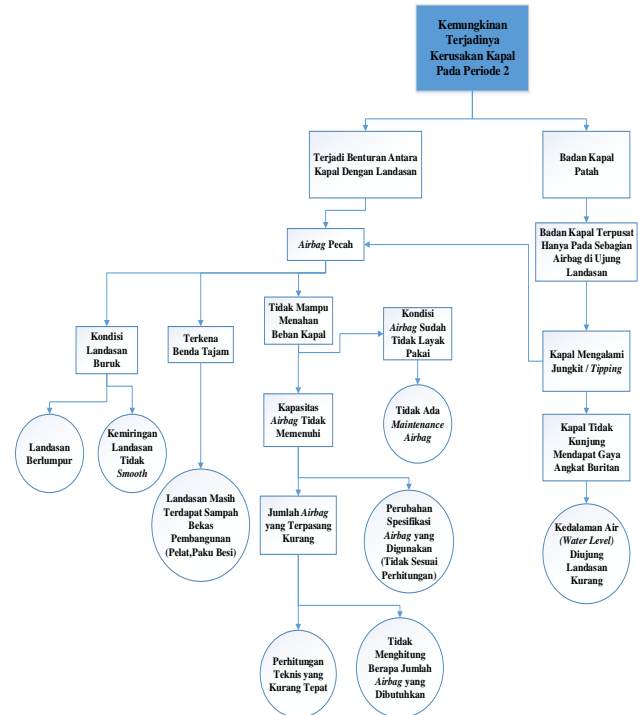 Kemungkinan
Terjadinya
Kerusakan Kapal
Pada Periode 2
Terjadi Benturan Antara
Kapal Dengan Landasan
Badan Kapal
Patah
Airbag Pecah
Badan Kapal Terpusat
Hanya Pada Sebagian
Airbag di Ujung
Landasan
Kondisi
Landasan
Buruk
Terkena
Benda Tajam
Tidak Mampu
Menahan
Beban Kapal
Kondisi
Airbag Sudah
Tidak Layak
Pakai
Kapal Mengalami
Jungkit / Tipping
Landasan
Berlumpur
Kemiringan
Landasan
Tidak
Smooth
Kapasitas
Airbag Tidak
Memenuhi
Tidak Ada
Maintenance
Airbag
Kapal Tidak
Kunjung
Mendapat Gaya
Angkat Buritan
Landasan Masih
Terdapat Sampah
Bekas
Pembangunan
(Pelat,Paku Besi)
Jumlah Airbag
yang Terpasang
Kurang
Perubahan
Spesifikasi
Airbag yang
Digunakan
(Tidak Sesuai
Perhitungan)
Kedalaman Air
(Water Level)
Diujung
Landasan
Kurang
Perhitungan
Teknis yang
Kurang Tepat
Tidak
Menghitung
Berapa Jumlah
Airbag yang
Dibutuhkan